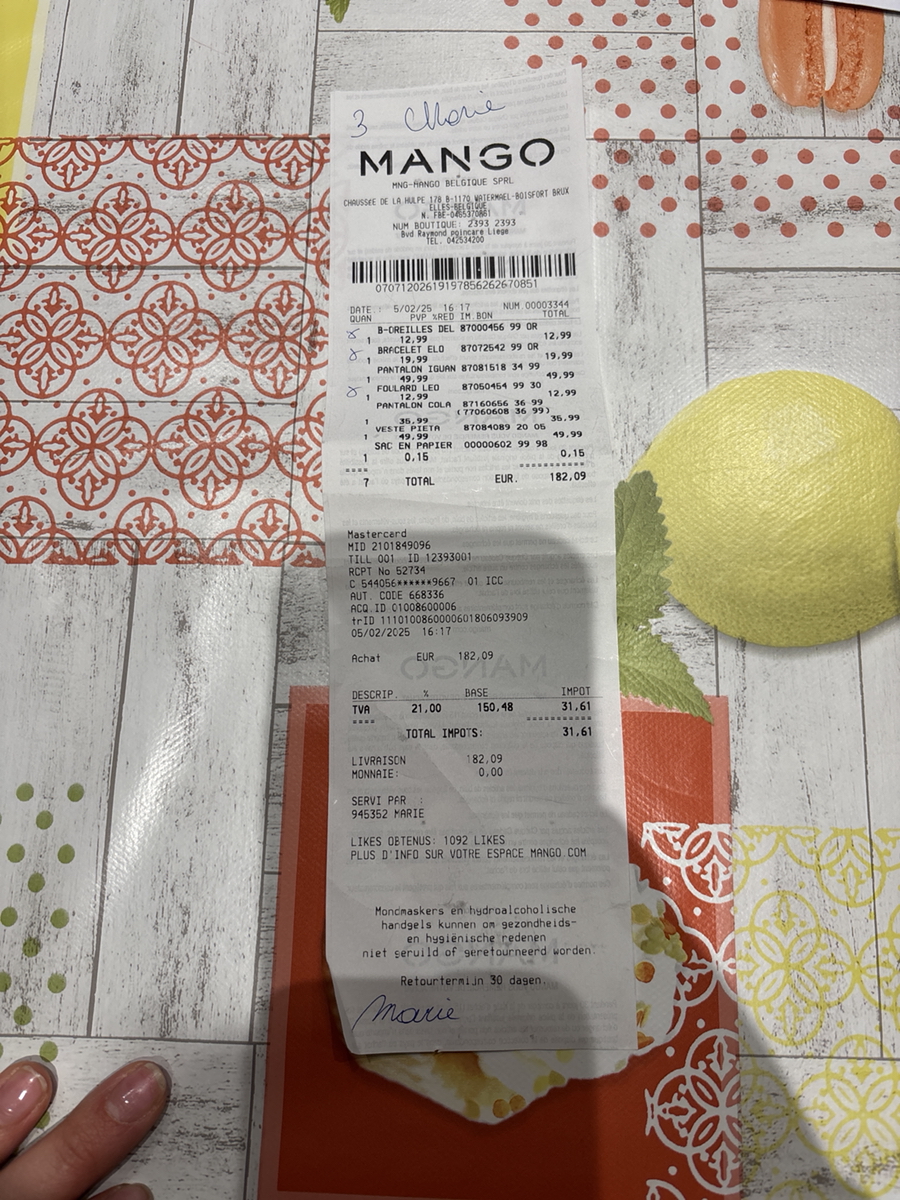 3 Marie
MANGO
MNG-MANGO BELGIQUE SPRL
CHAUSSEE DE LA HULPE 178 B-1170 WATERMAEL-BOISFORT BRUX
ELLES-BELGIQUE
N. FBE-0465370861
NUM BOUTIQUE: 2393 2393
Bvd Raymond poincare Liege
TEL. 042534200
07071202619197856262670851
DATE.: 5/02/25 16 17 NUM.00003344
QUAN PVP %RED IM.BON TOTAL
B-OREILLES DEL 87000456 99 OR
1 12,99 12,99
BRACELET ELO 87072542 99 OR
1 19,99 19,99
PANTALON IGUAN 87081518 34 99
1 49,99 49,99
FOULARD LEO 87050454 99 30
1 12,99 12,99
PANTALON COLA 87160656 36 99
(77060608 36 99)
1 35,99 35,99
VESTE PIETA 87084089 20 05
1 49,99 49,99
SAC EN PAPIER 00000602 99 98
1 0,15 0,15
==== ===========
7 TOTAL EUR. 182,09
Mastercard
MID 2101849096
TILL 001 ID 12393001
RCPT No 52734
C 544056******9667 01 ICC
AUT. CODE 668336
ACQ.ID 01008600006
trID 1110100860000601806093909
05/02/2025 16:17
Achat EUR 182,09
DESCRIP. % BASE IMPOT
TVA 21,00 150,48 31,61
==== ===========
TOTAL IMPOTS: 31,61
LIVRAISON 182,09
MONNAIE: 0,00
SERVI PAR :
945352 MARIE
LIKES OBTENUS: 1092 LIKES
PLUS D'INFO SUR VOTRE ESPACE MANGO.COM
Mondmaskers en hydroalcoholische
handgels kunnen om gezondheids-
en hygiënische redenen
niet geruild of geretourneerd worden.
Retourtermijn 30 dagen.
Marie